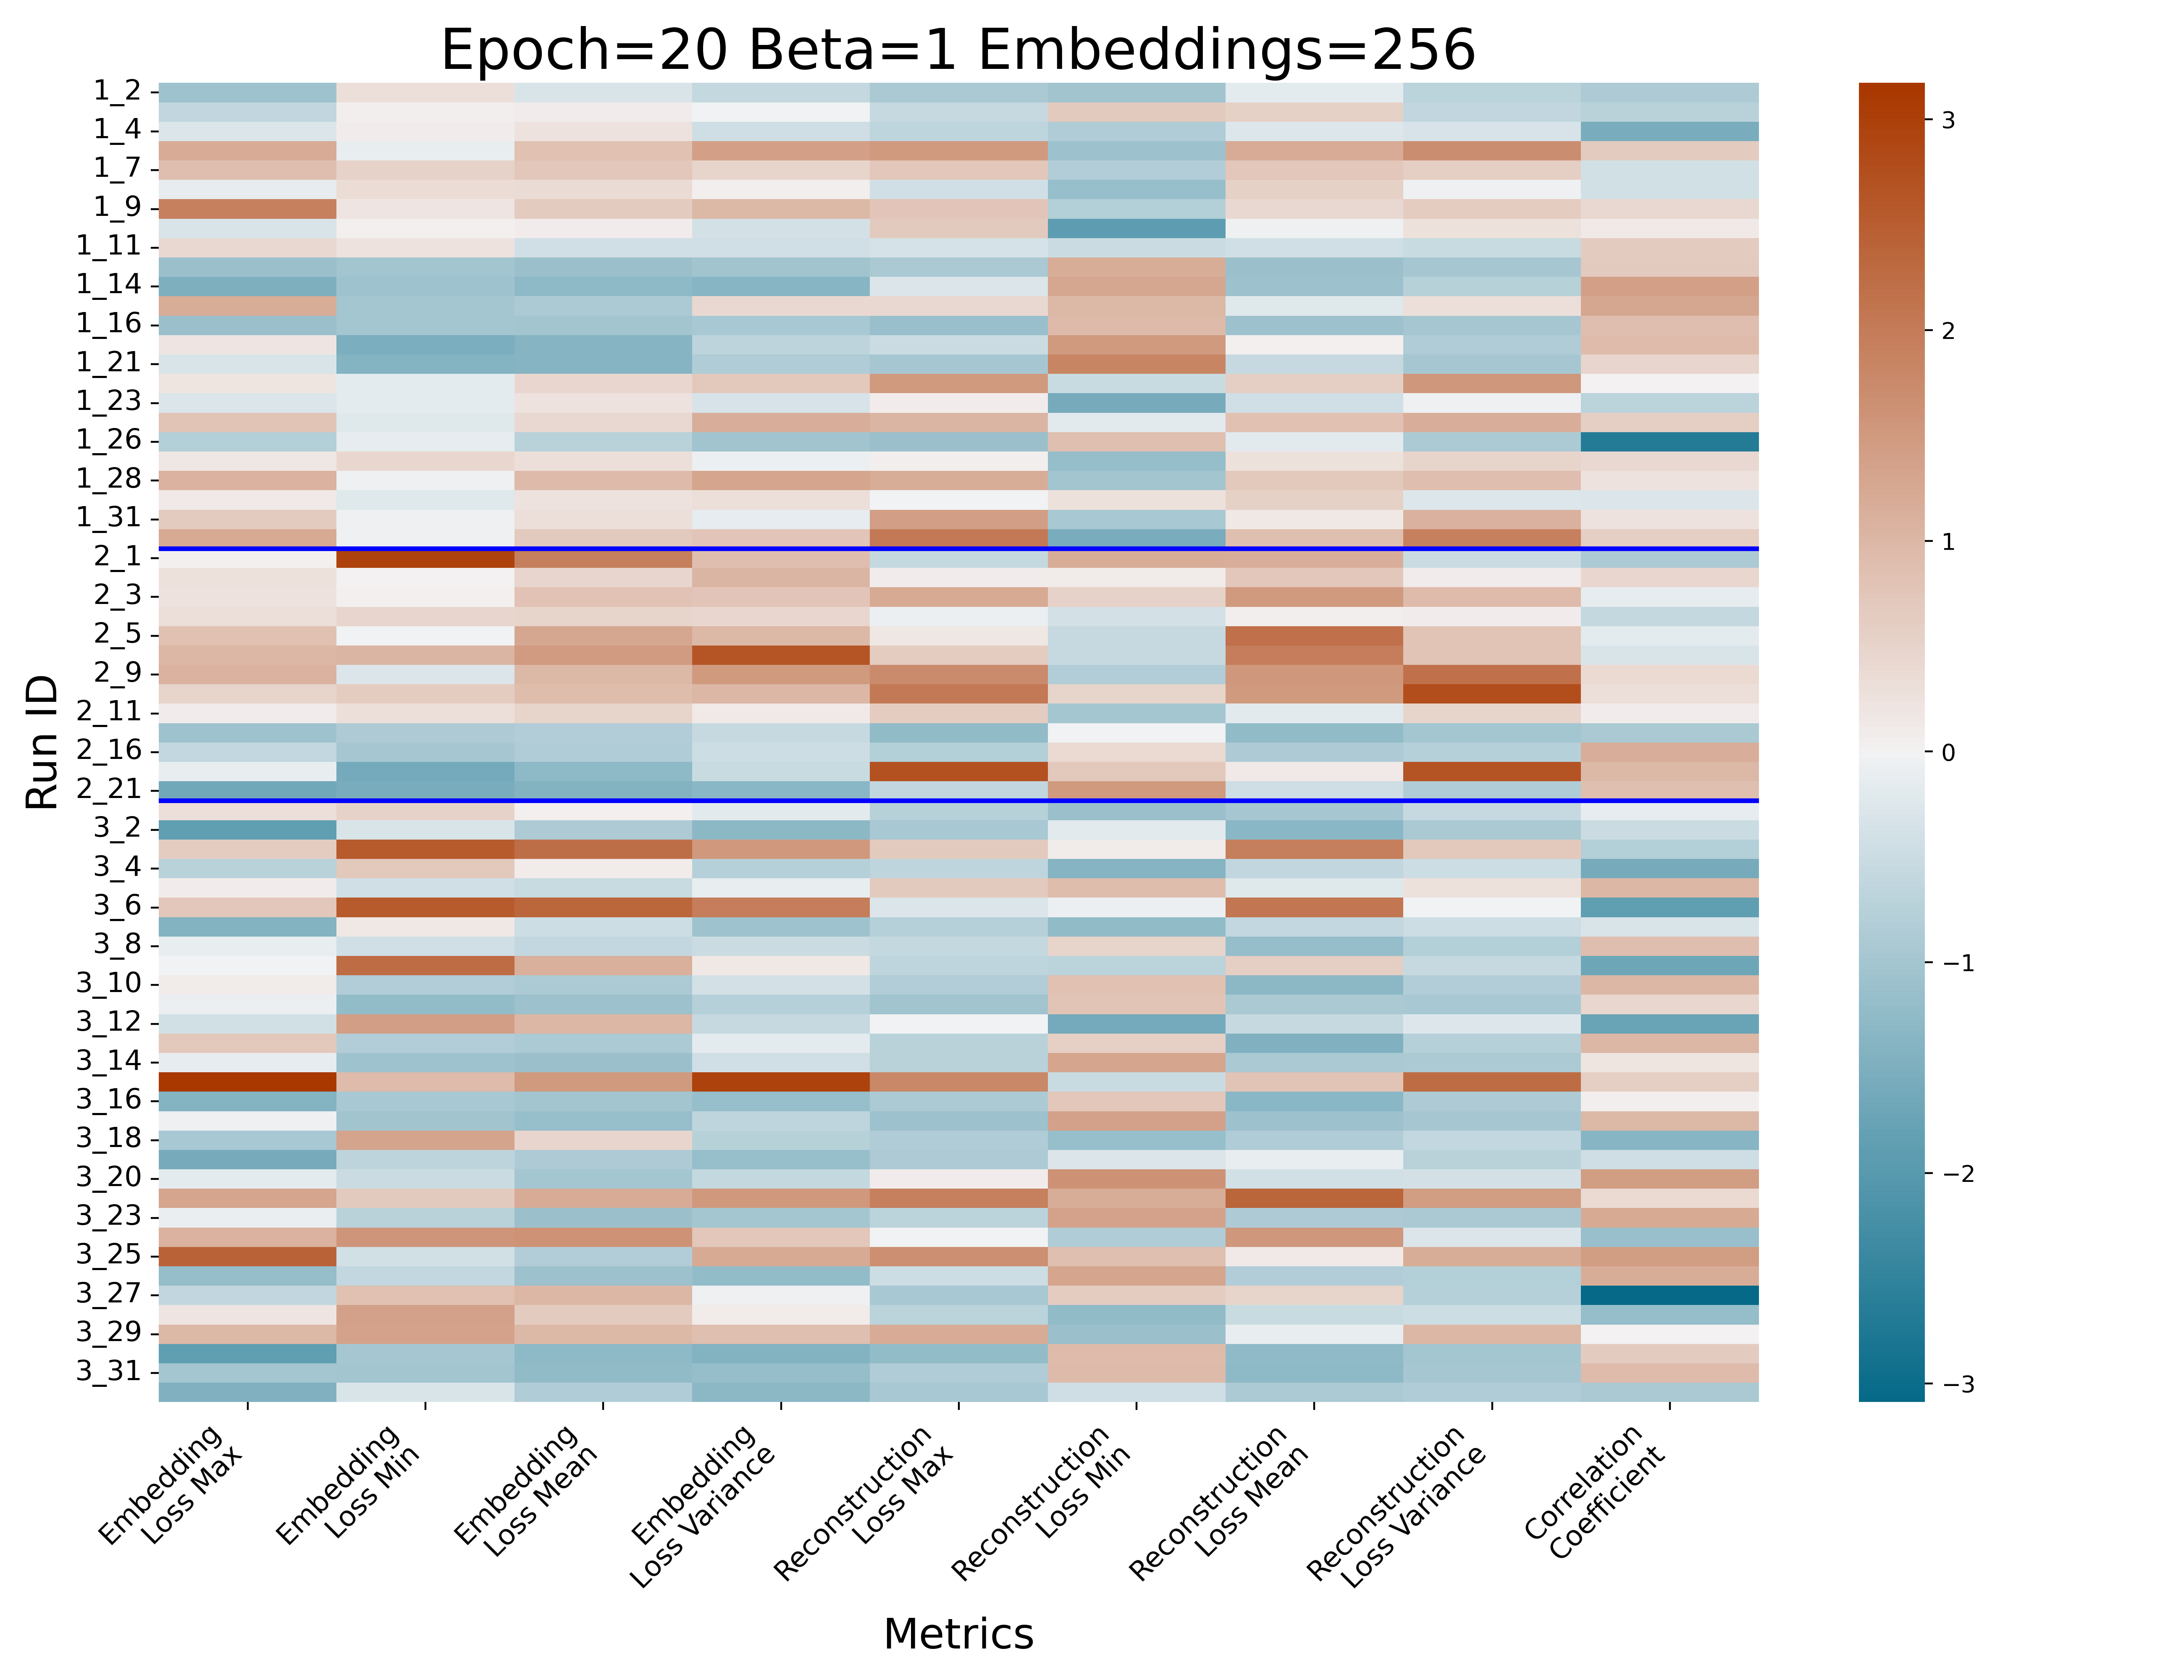 Epoch=20 Beta=1 Embeddings=256
Run ID
1_2
1_4
1_7
1_9
1_11
1_14
1_16
1_21
1_23
1_26
1_28
1_31
2_1
2_3
2_5
2_9
2_11
2_16
2_21
3_2
3_4
3_6
3_8
3_10
3_12
3_14
3_16
3_18
3_20
3_23
3_25
3_27
3_29
3_31
Embedding
Loss Max
Embedding
Loss Min
Embedding
Loss Mean
Embedding
Loss Variance
Reconstruction
Loss Max
Reconstruction
Loss Min
Reconstruction
Loss Mean
Reconstruction
Loss Variance
Correlation
Coefficient
Metrics
3
2
1
0
−1
−2
−3